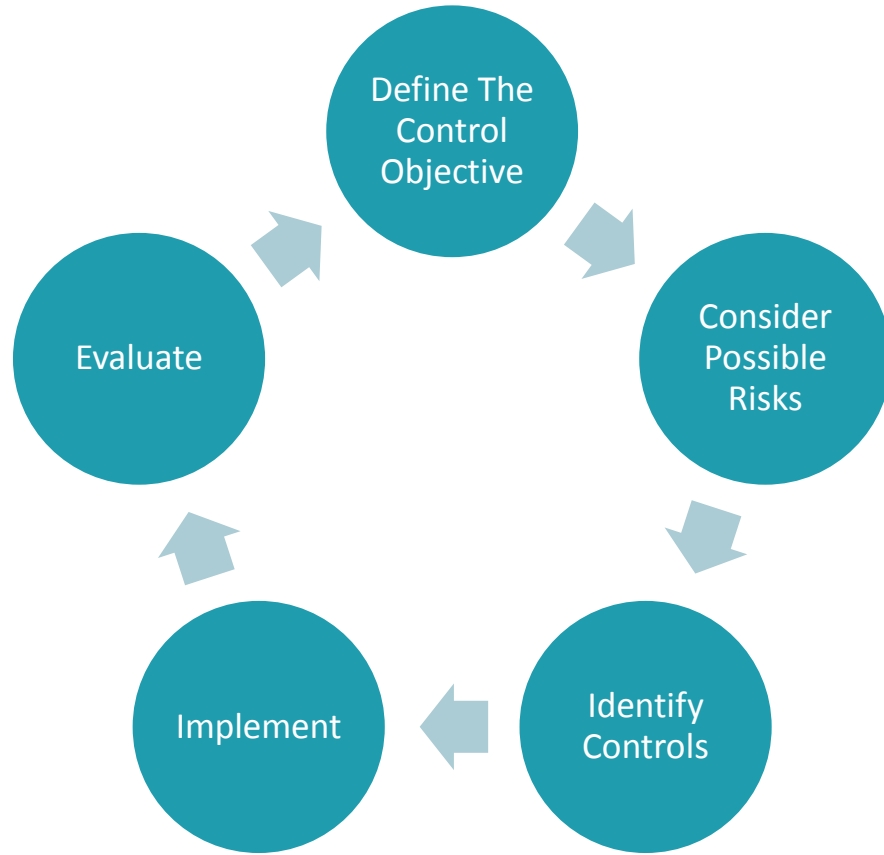 Define The
Control
Objective
Consider
Possible
Risks
Identify
Controls
Implement
Evaluate